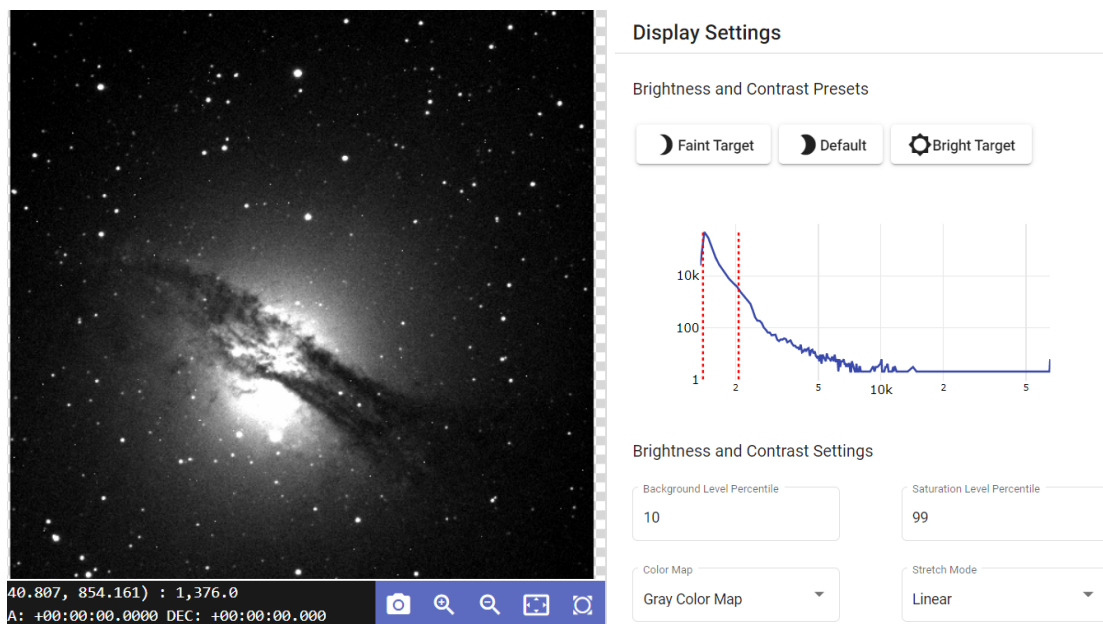 Display Settings
Brightness and Contrast Presets
Faint Target
Default
Bright Target
10k
100
1
2
5
10k
2
5
Brightness and Contrast Settings
Background Level Percentile
10
Saturation Level Percentile
99
Color Map
Gray Color Map
Stretch Mode
Linear
40.807, 854.161) : 1,376.0
A: +00:00:00.0000 DEC: +00:00:00.000